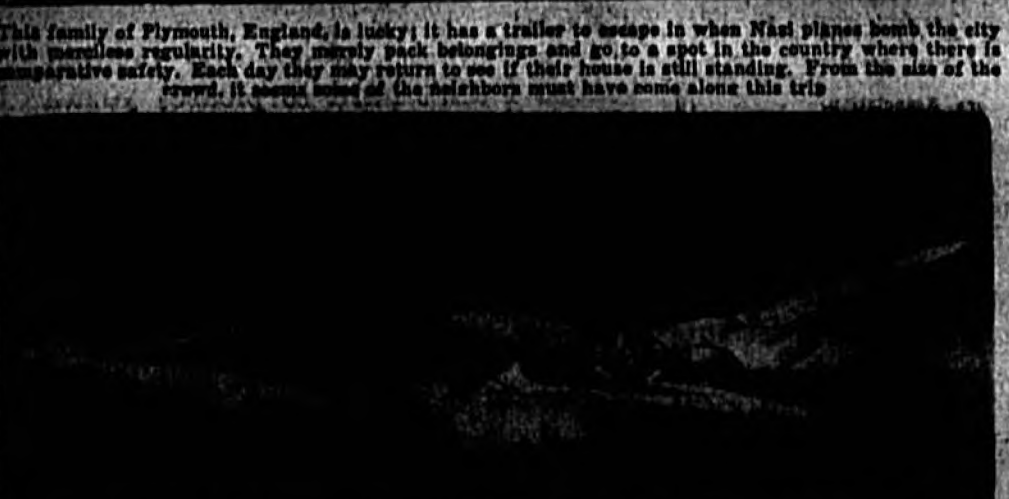 This family of Plymouth, England, is lucky; it has a trailer to escape in when Nazi planes bomb the city
with merciless regularity. They merely pack belongings and go to a spot in the country where there is
comparative safety. Each day they may return to see if their house is still standing. From the size of the
crowd, it seems some of the neighbors must have come along this trip